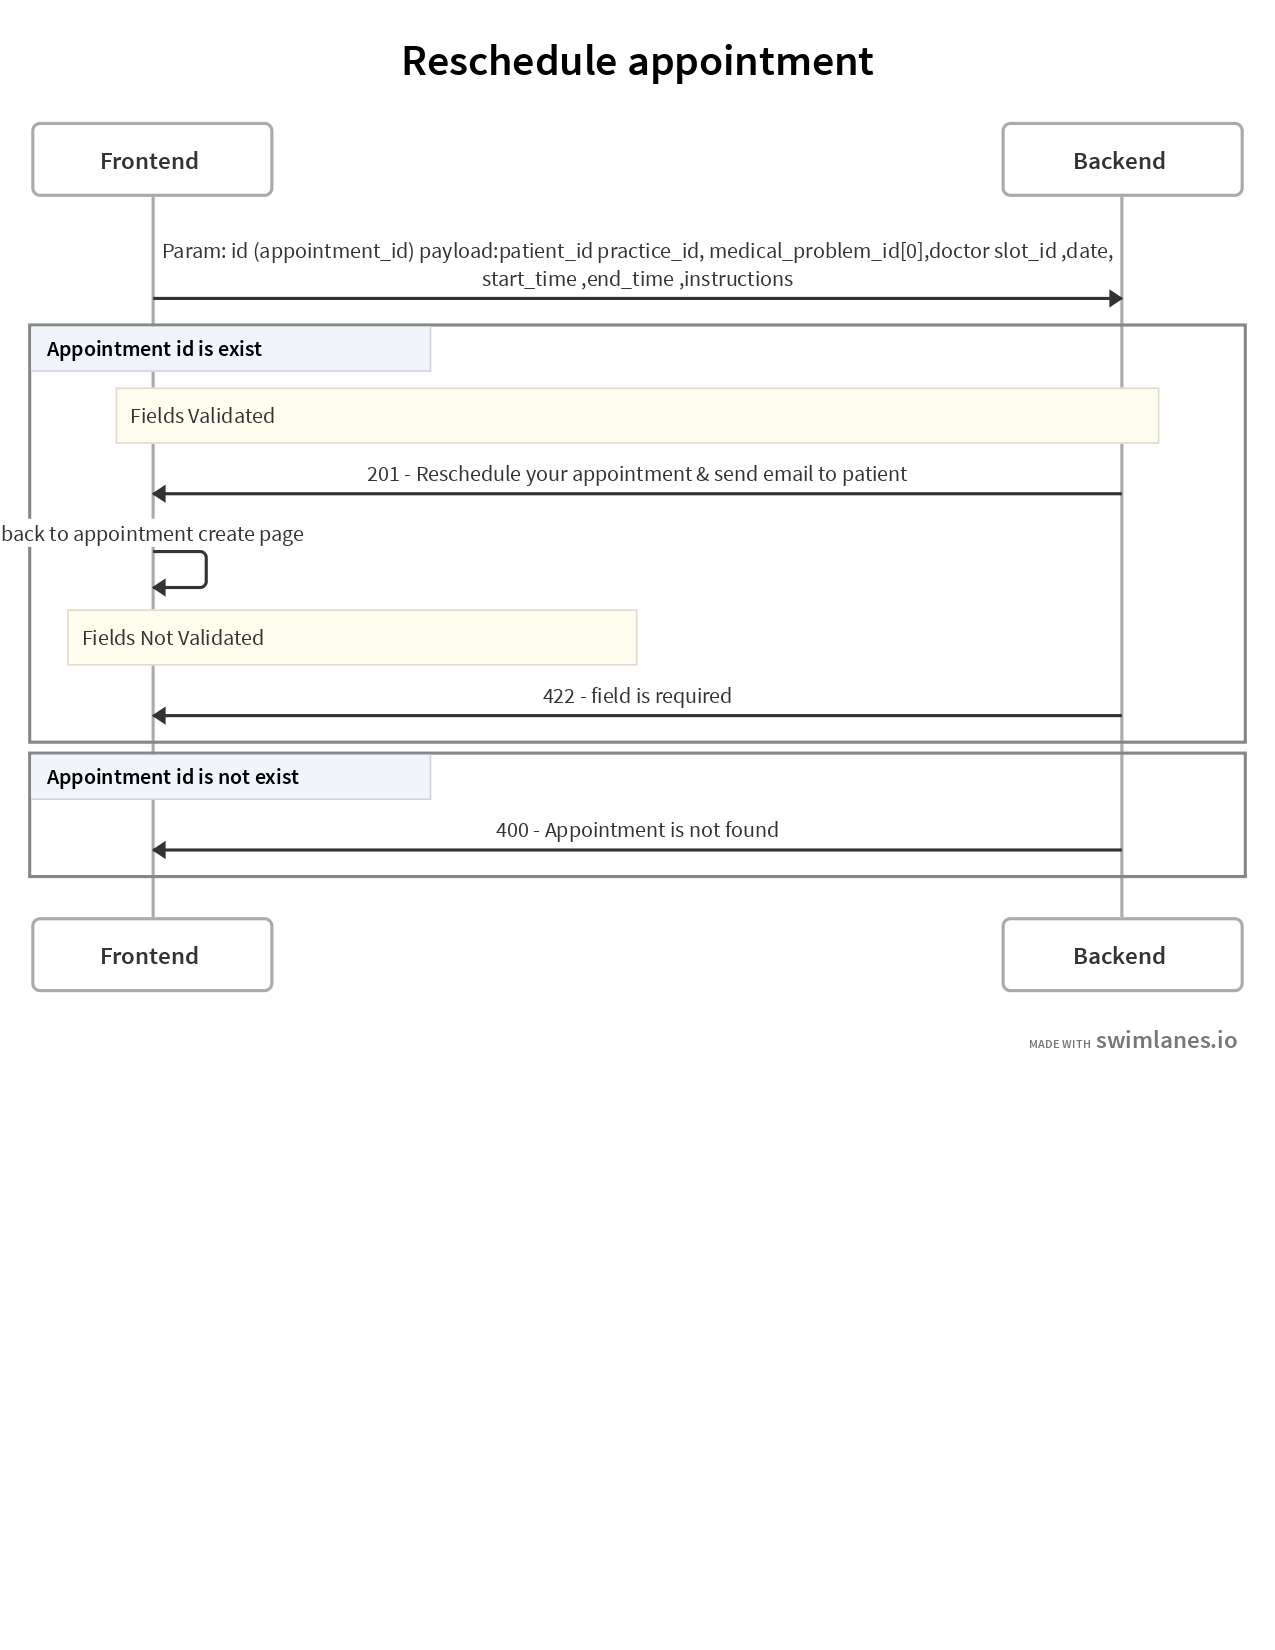 Reschedule appointment
Frontend
Backend
Param: id (appointment_id) payload:patient_id practice_id, medical_problem_id[0],doctor slot_id ,date,
start_time ,end_time ,instructions
Appointment id is exist
Fields Validated
201 - Reschedule your appointment & send email to patient
back to appointment create page
Fields Not Validated
422 - field is required
Appointment id is not exist
400 - Appointment is not found
Frontend
Backend
MADE WITH swimlanes.io